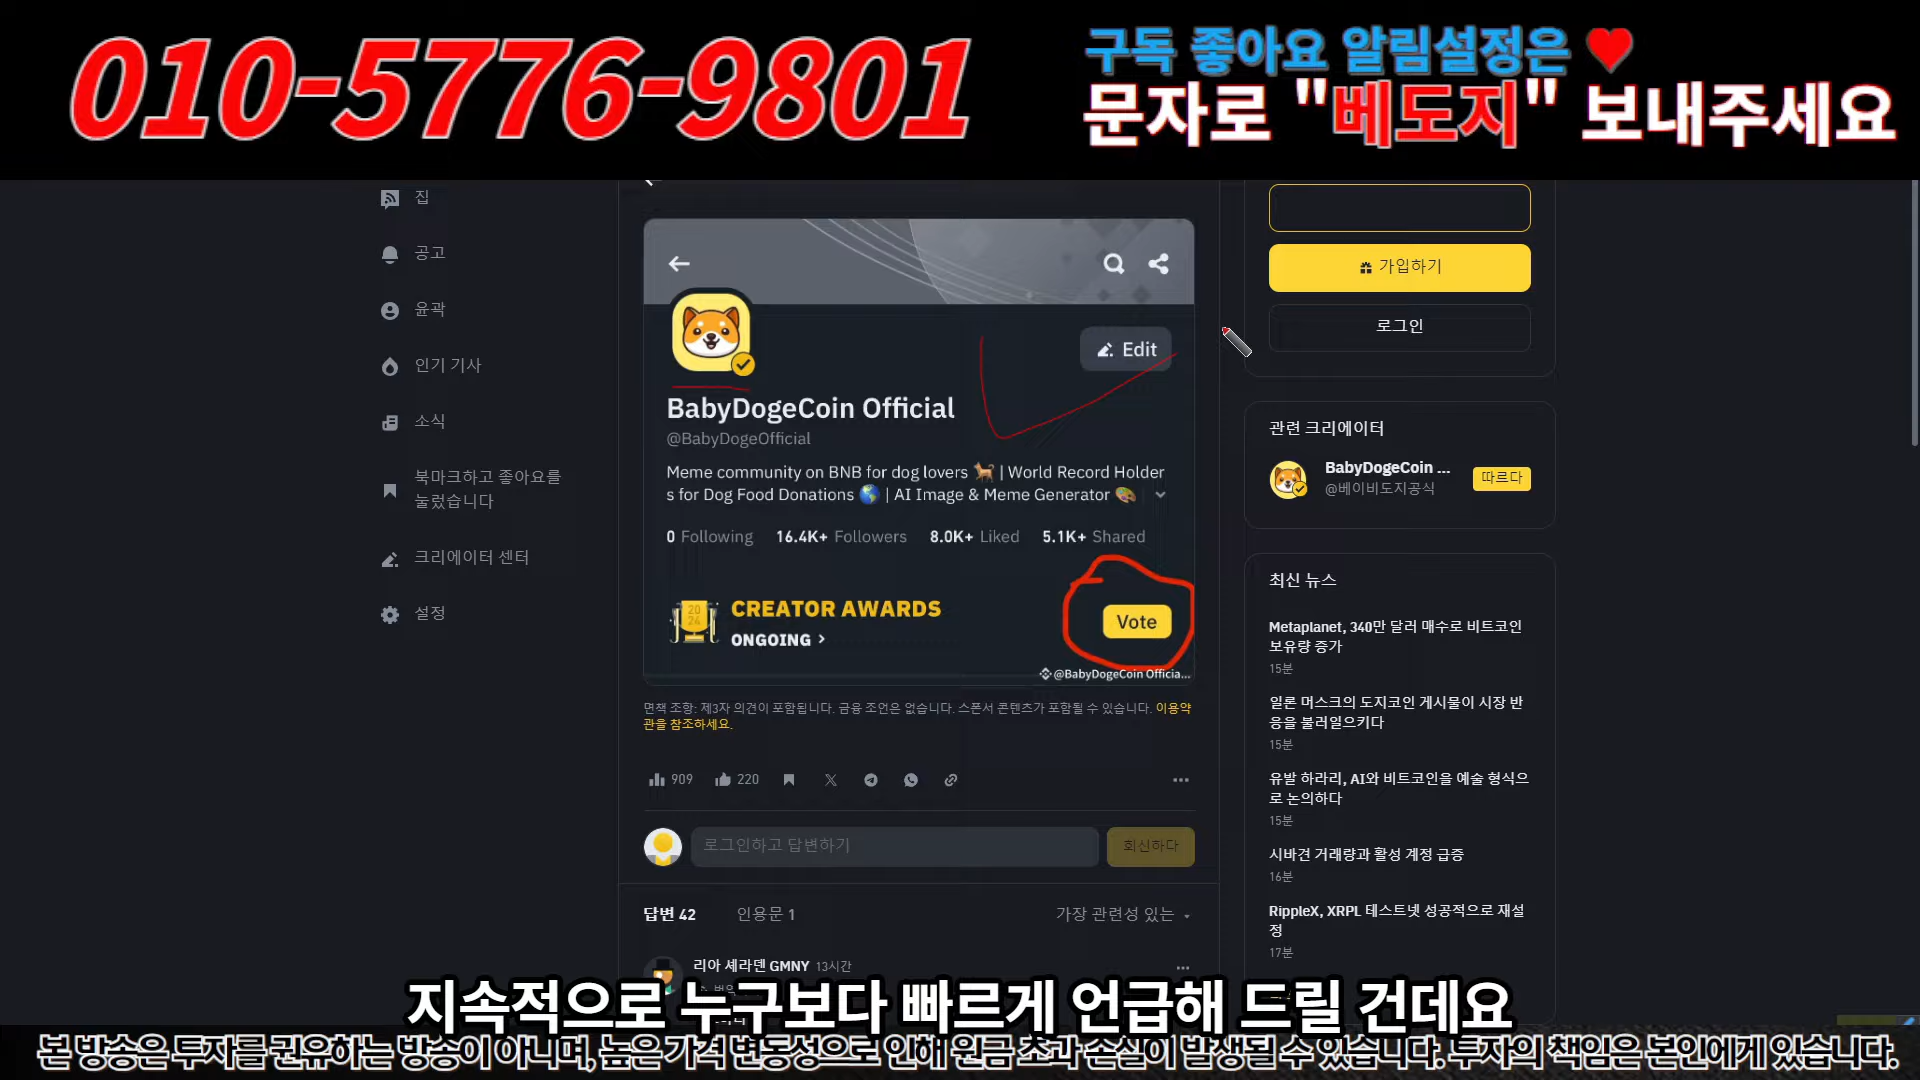 010-5776-9801
구독 좋아요 알림설정은
문자로 "베도지" 보내주세요
집
공고
윤곽
인기 기사
소식
북마크하고 좋아요를
눌렀습니다
크리에이터 센터
설정
Edit
BabyDogeCoin Official
@BabyDogeOfficial
Meme community on BNB for dog lovers 🐕 | World Record Holder
s for Dog Food Donations 🌎 | AI Image & Meme Generator 🎨
0 Following 16.4K+ Followers 8.0K+ Liked 5.1K+ Shared
2024
CREATOR AWARDS
ONGOING >
Vote
@BabyDogeCoin Officia...
면책 조항: 제3자 의견이 포함됩니다. 금융 조언은 없습니다. 스폰서 콘텐츠가 포함될 수 있습니다. 이용약
관을 참조하세요.
909 220
로그인하고 답변하기
회신하다
답변 42 인용문 1 가장 관련성 있는
리아 셰라덴 GMNY 13시간
가입하기
로그인
관련 크리에이터
BabyDogeCoin ...
@베이비도지공식
따르다
최신 뉴스
Metaplanet, 340만 달러 매수로 비트코인
보유량 증가
15분
일론 머스크의 도지코인 게시물이 시장 반
응을 불러일으키다
15분
유발 하라리, AI와 비트코인을 예술 형식으
로 논의하다
15분
시바견 거래량과 활성 계정 급증
16분
RippleX, XRPL 테스트넷 성공적으로 재설
정
17분
지속적으로 누구보다 빠르게 언급해 드릴 건데요
본 방송은 투자를 권유하는 방송이 아니며, 높은 가격 변동성으로 인해 원금 초과 손실이 발생될 수 있습니다. 투자의 책임은 본인에게 있습니다.